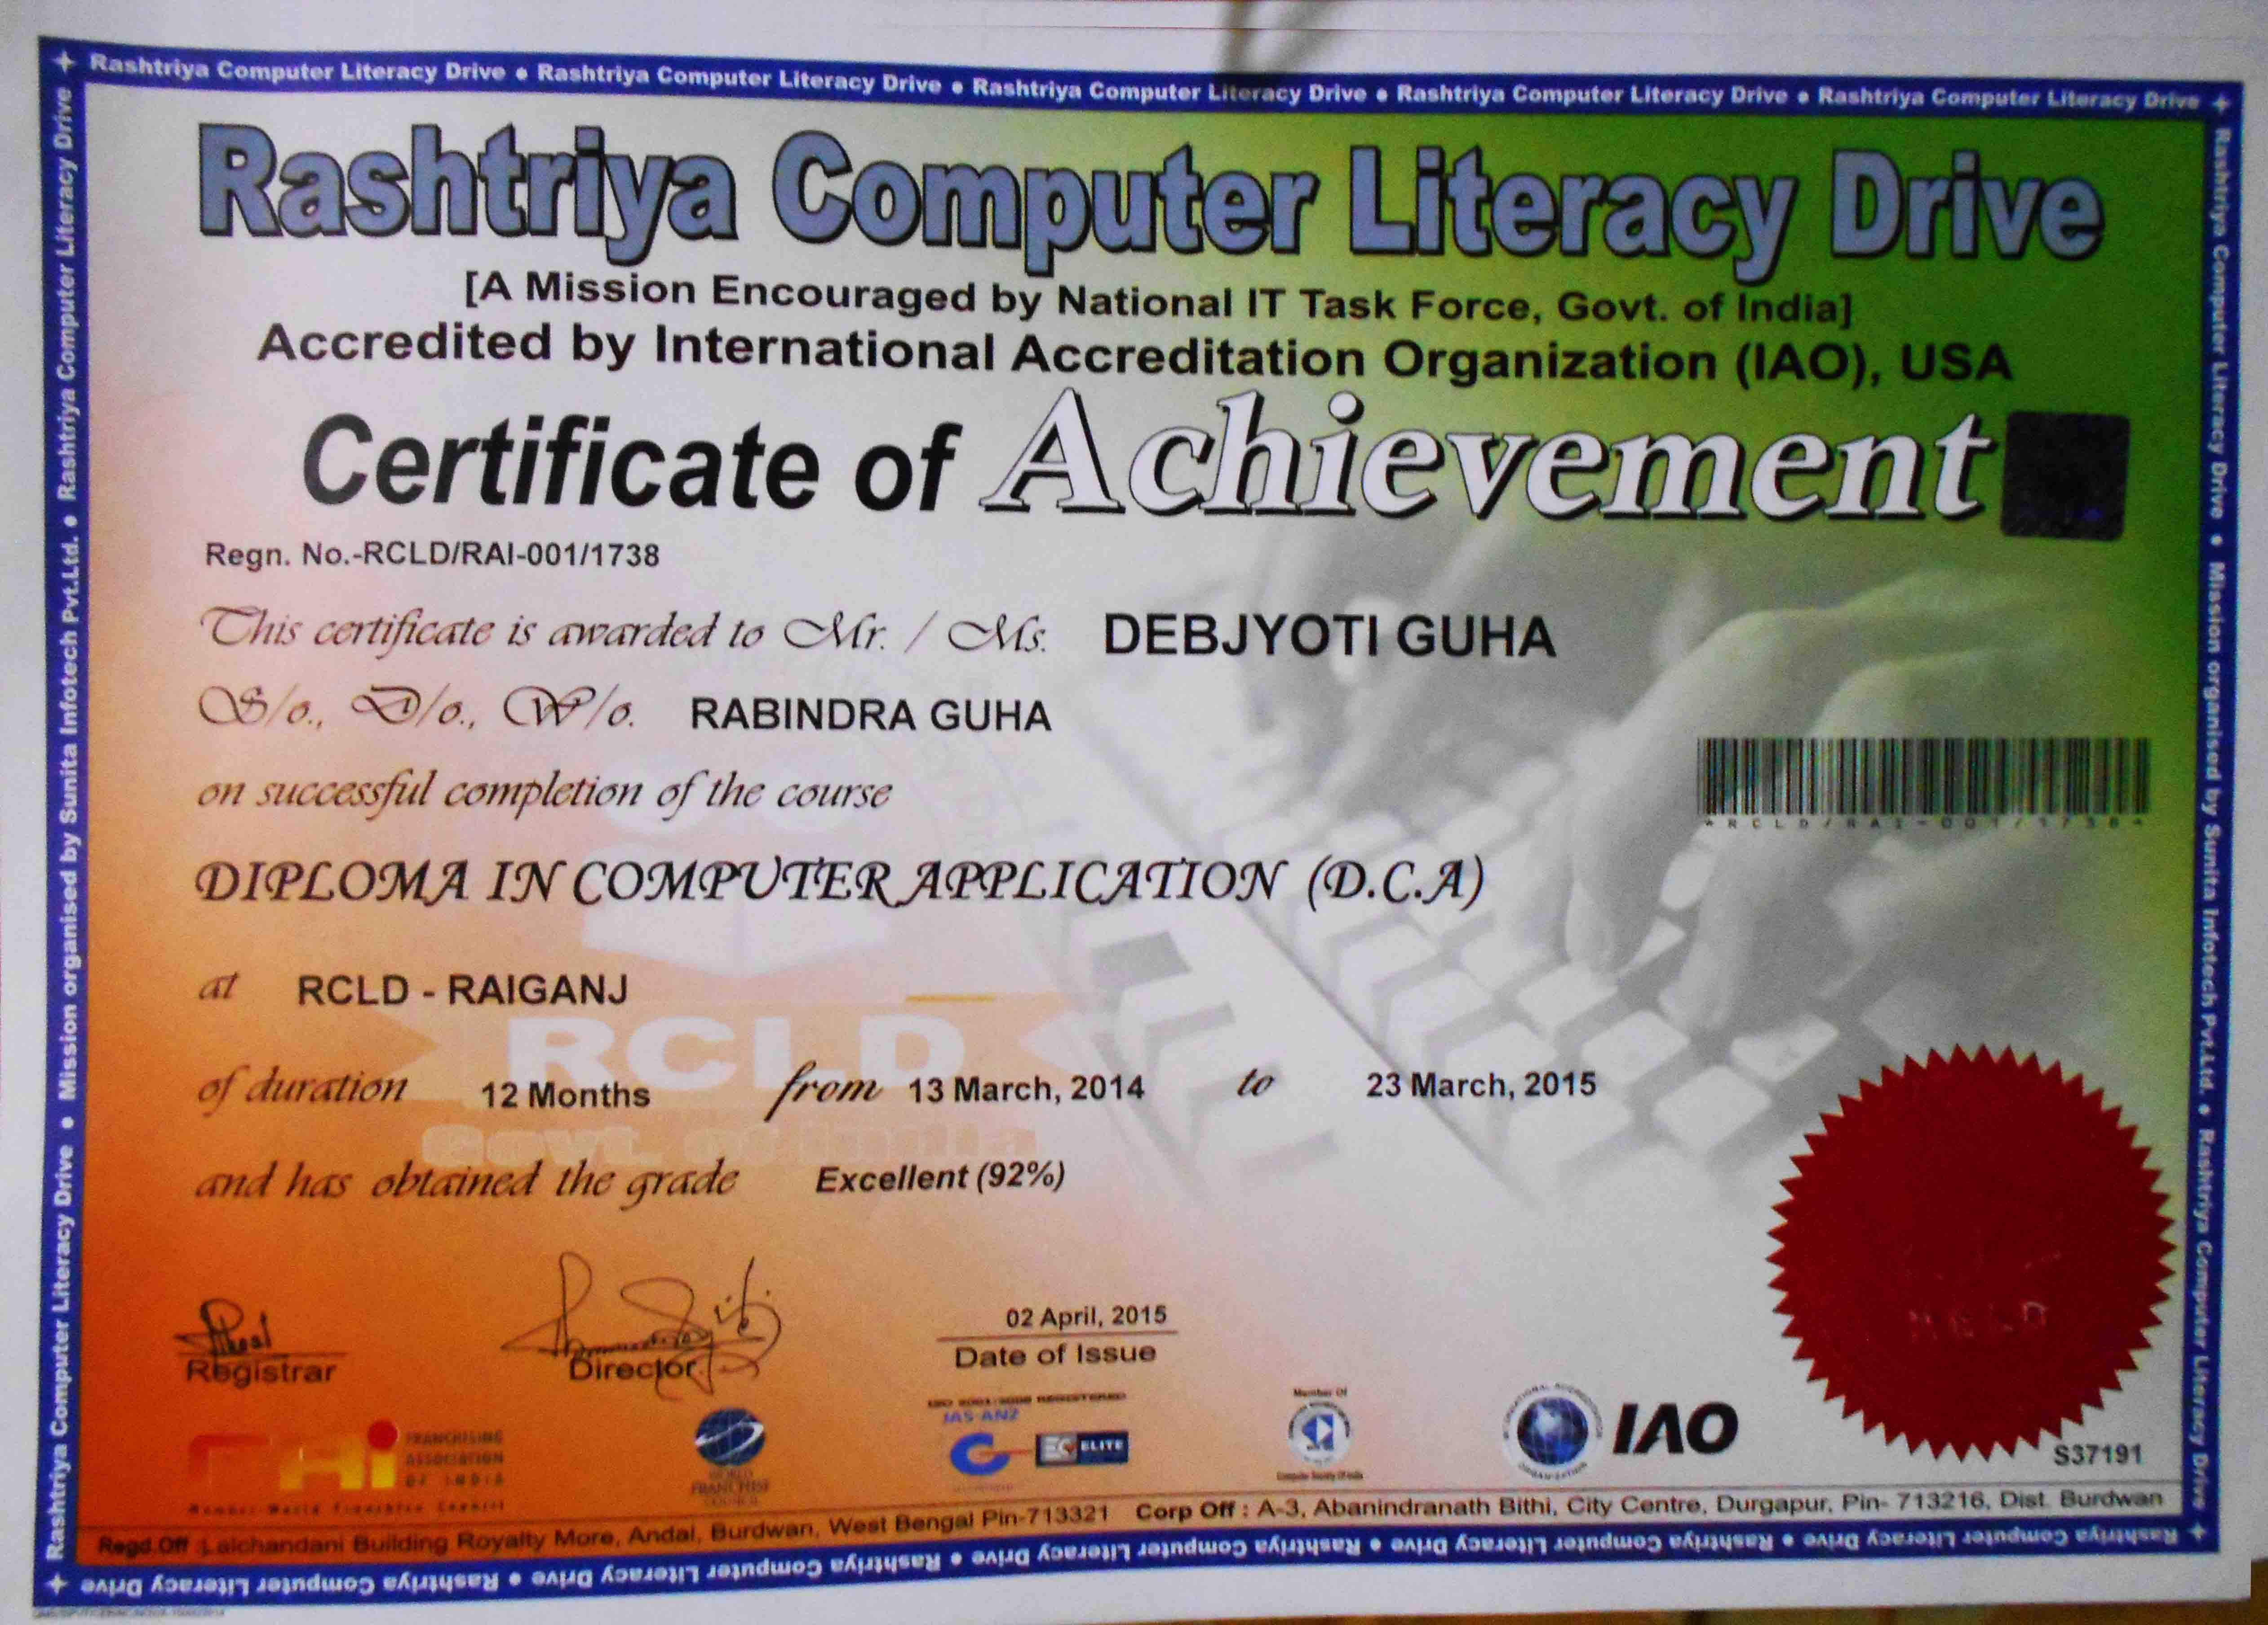 Rashtriya Computer Literacy Drive • Rashtriya Computer Literacy Drive • Rashtriya Computer Literacy Drive • Rashtriya Computer Literacy Drive • Rashtriya Computer Literacy Drive
Rashtriya Computer Literacy Drive
[A Mission Encouraged by National IT Task Force, Govt. of India]
Accredited by International Accreditation Organization (IAO), USA
Certificate of Achievement
Regn. No.-RCLD/RAI-001/1738
This certificate is awarded to Mr. / Ms. DEBJYOTI GUHA
S/o., D/o., W/o. RABINDRA GUHA
on successful completion of the course
*RCLD/RAI-001/1738*
DIPLOMA IN COMPUTER APPLICATION (D.C.A)
at RCLD - RAIGANJ
RCLD
of duration 12 Months from 13 March, 2014 to 23 March, 2015
Govt. of India
and has obtained the grade Excellent (92%)
02 April, 2015
Registrar
Director
Date of Issue
FAi FRANCHISING ASSOCIATION OF INDIA
Member World Franchise Council
WORLD FRANCHISE COUNCIL
ISO 9001:2008 REGISTERED
JAS-ANZ
ELITE
Member Of
Computer Society Of India
IAO
S37191
Regd.Off Lalchandani Building Royalty More, Andal, Burdwan, West Bengal Pin-713321 Corp Off : A-3, Abanindranath Bithi, City Centre, Durgapur, Pin- 713216, Dist. Burdwan
Rashtriya Computer Literacy Drive • Rashtriya Computer Literacy Drive • Rashtriya Computer Literacy Drive • Rashtriya Computer Literacy Drive • Rashtriya Computer Literacy Drive
Rashtriya Computer Literacy Drive • Mission organised by Sunita Infotech Pvt.Ltd. • Rashtriya Computer Literacy Drive
Rashtriya Computer Literacy Drive • Mission organised by Sunita Infotech Pvt.Ltd. • Rashtriya Computer Literacy Drive